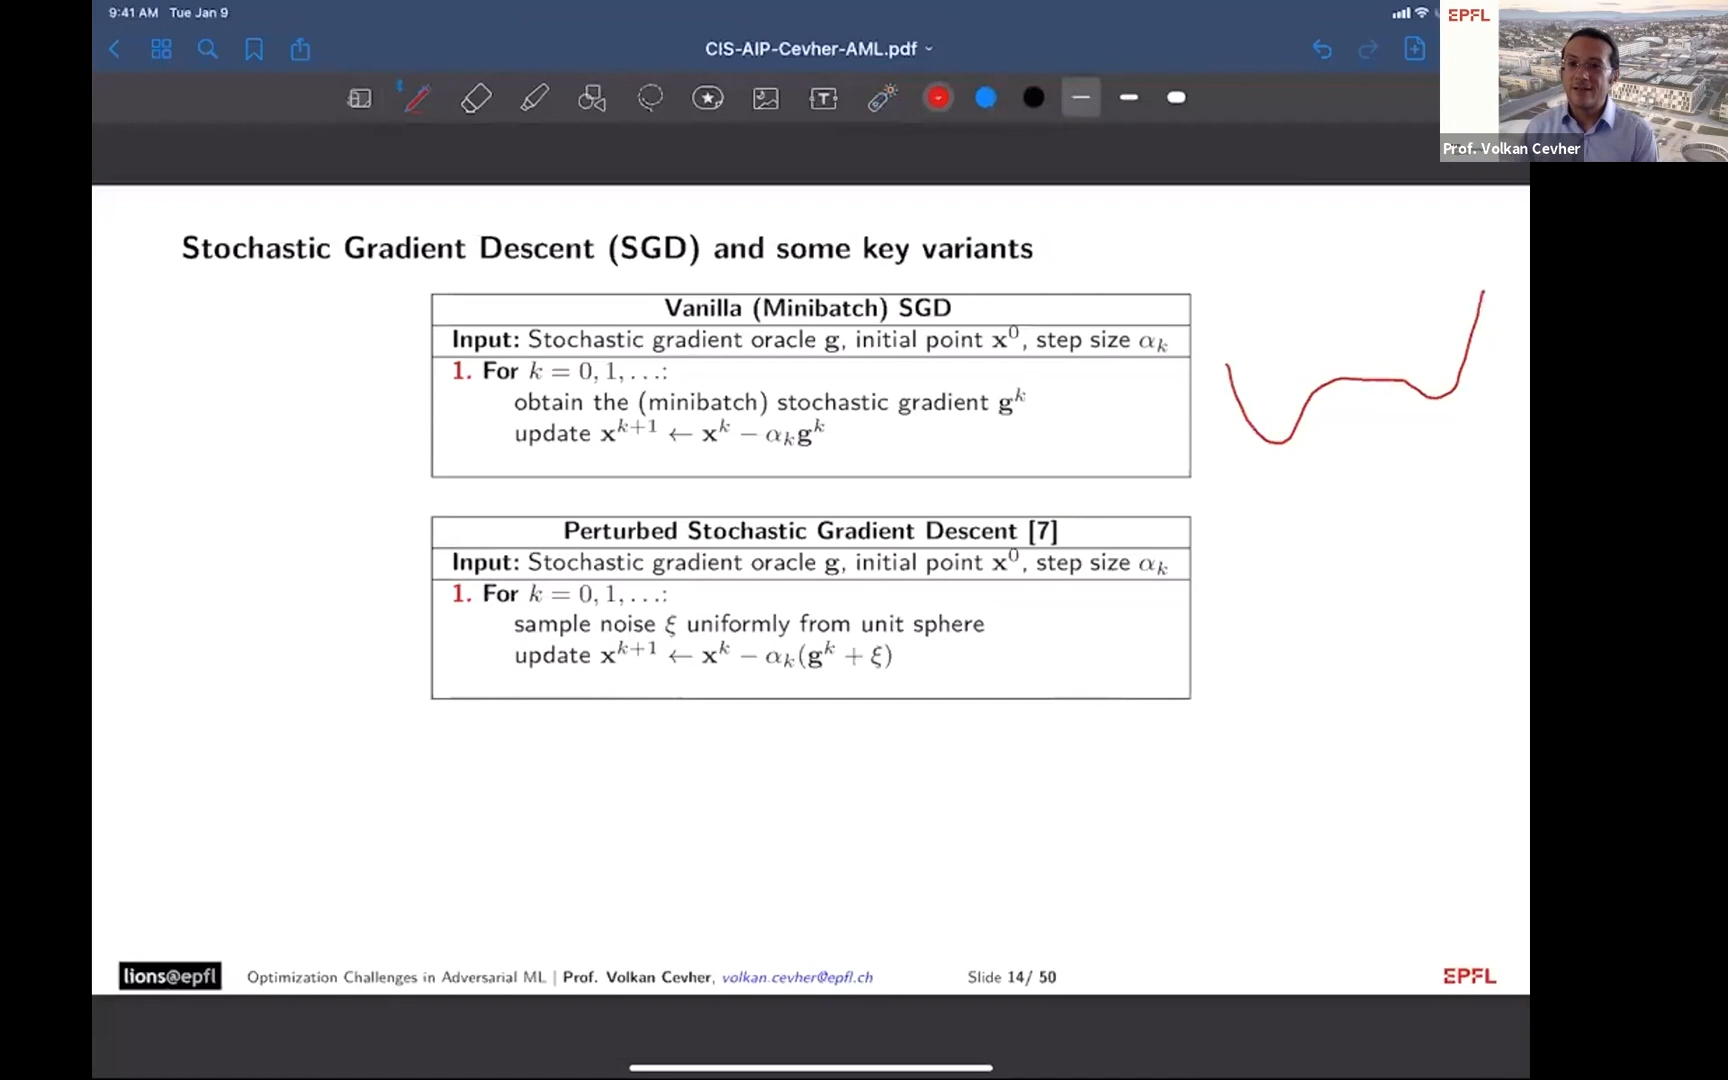 9:41 AM Tue Jan 9
CIS-AIP-Cevher-AML.pdf
EPFL
Prof. Volkan Cevher
Stochastic Gradient Descent (SGD) and some key variants
Vanilla (Minibatch) SGD
Input: Stochastic gradient oracle g, initial point x⁰, step size αₖ
1. For k = 0, 1, . . .:
obtain the (minibatch) stochastic gradient gᵏ
update xᵏ⁺¹ ← xᵏ − αₖgᵏ
Perturbed Stochastic Gradient Descent [7]
Input: Stochastic gradient oracle g, initial point x⁰, step size αₖ
1. For k = 0, 1, . . .:
sample noise ξ uniformly from unit sphere
update xᵏ⁺¹ ← xᵏ − αₖ(gᵏ + ξ)
lions@epfl Optimization Challenges in Adversarial ML | Prof. Volkan Cevher, volkan.cevher@epfl.ch Slide 14/ 50 EPFL